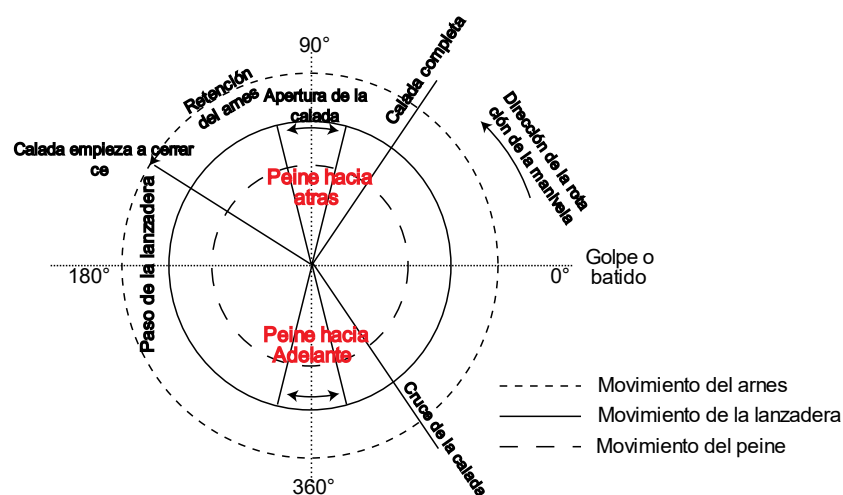 90°
Retención
del arnes
Apertura de la
calada
Calada completa
Dirección de la rota
ción de la manivela
Calada empieza a cerrar
ce
Peine hacia
atras
Paso de la lanzadera
180°
0°
Golpe o
batido
Peine hacia
Adelante
Cruce de la calada
360°
Movimiento del arnes
Movimiento de la lanzadera
Movimiento del peine